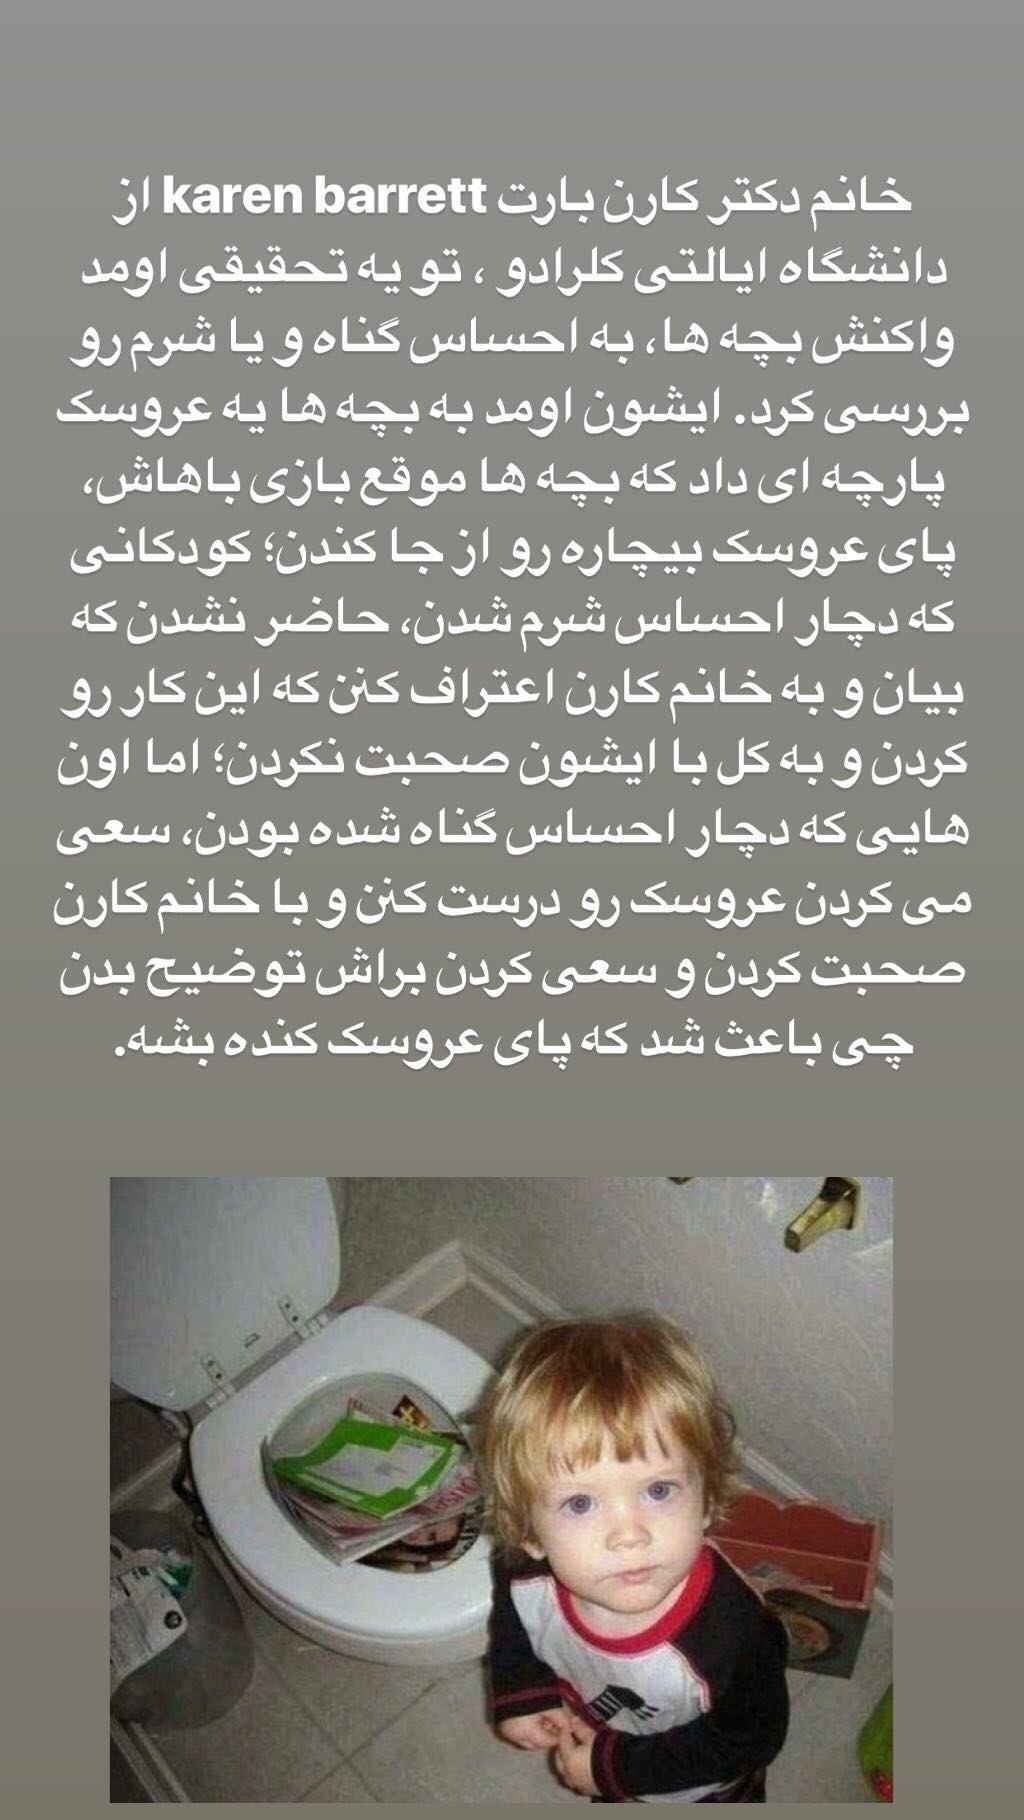 خانم دکتر کارن بارت karen barrett از
دانشگاه ایالتی کلرادو ، تو یه تحقیقی اومد
واکنش بچه ها، به احساس گناه و یا شرم رو
بررسی کرد. ایشون اومد به بچه ها یه عروسک
پارچه ای داد که بچه ها موقع بازی باهاش،
پای عروسک بیچاره رو از جا کندن؛ کودکانی
که دچار احساس شرم شدن، حاضر نشدن که
بیان و به خانم کارن اعتراف کنن که این کار رو
کردن و به کل با ایشون صحبت نکردن؛ اما اون
هایی که دچار احساس گناه شده بودن، سعی
می کردن عروسک رو درست کنن و با خانم کارن
صحبت کردن و سعی کردن براش توضیح بدن
چی باعث شد که پای عروسک کنده بشه.